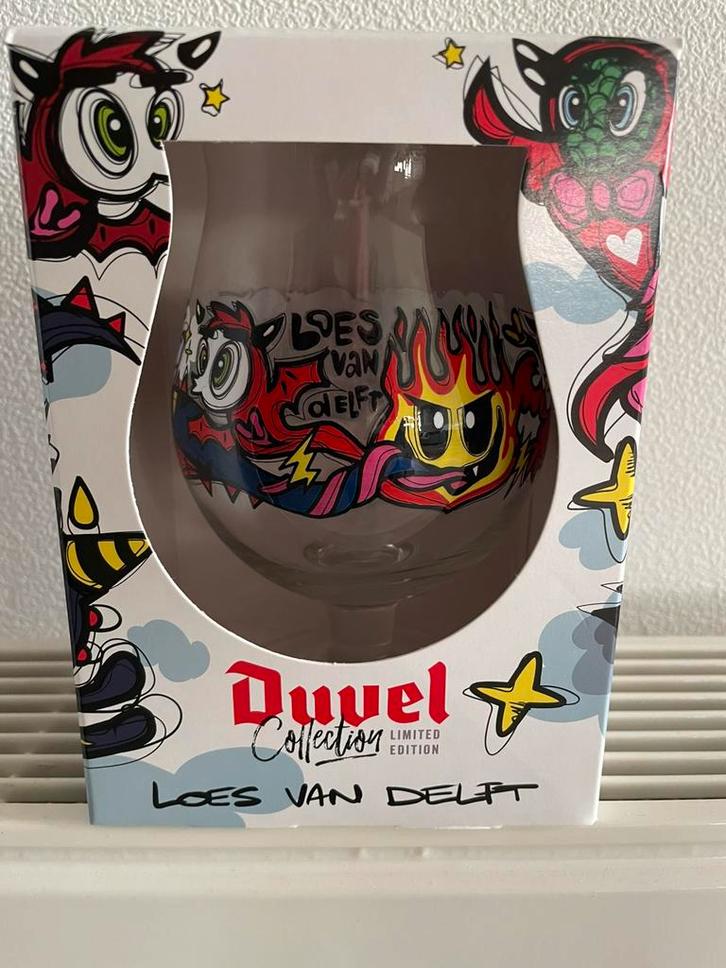 LOES
van
DELFT
Duvel
Collection LIMITED
EDITION
LOES VAN DELFT